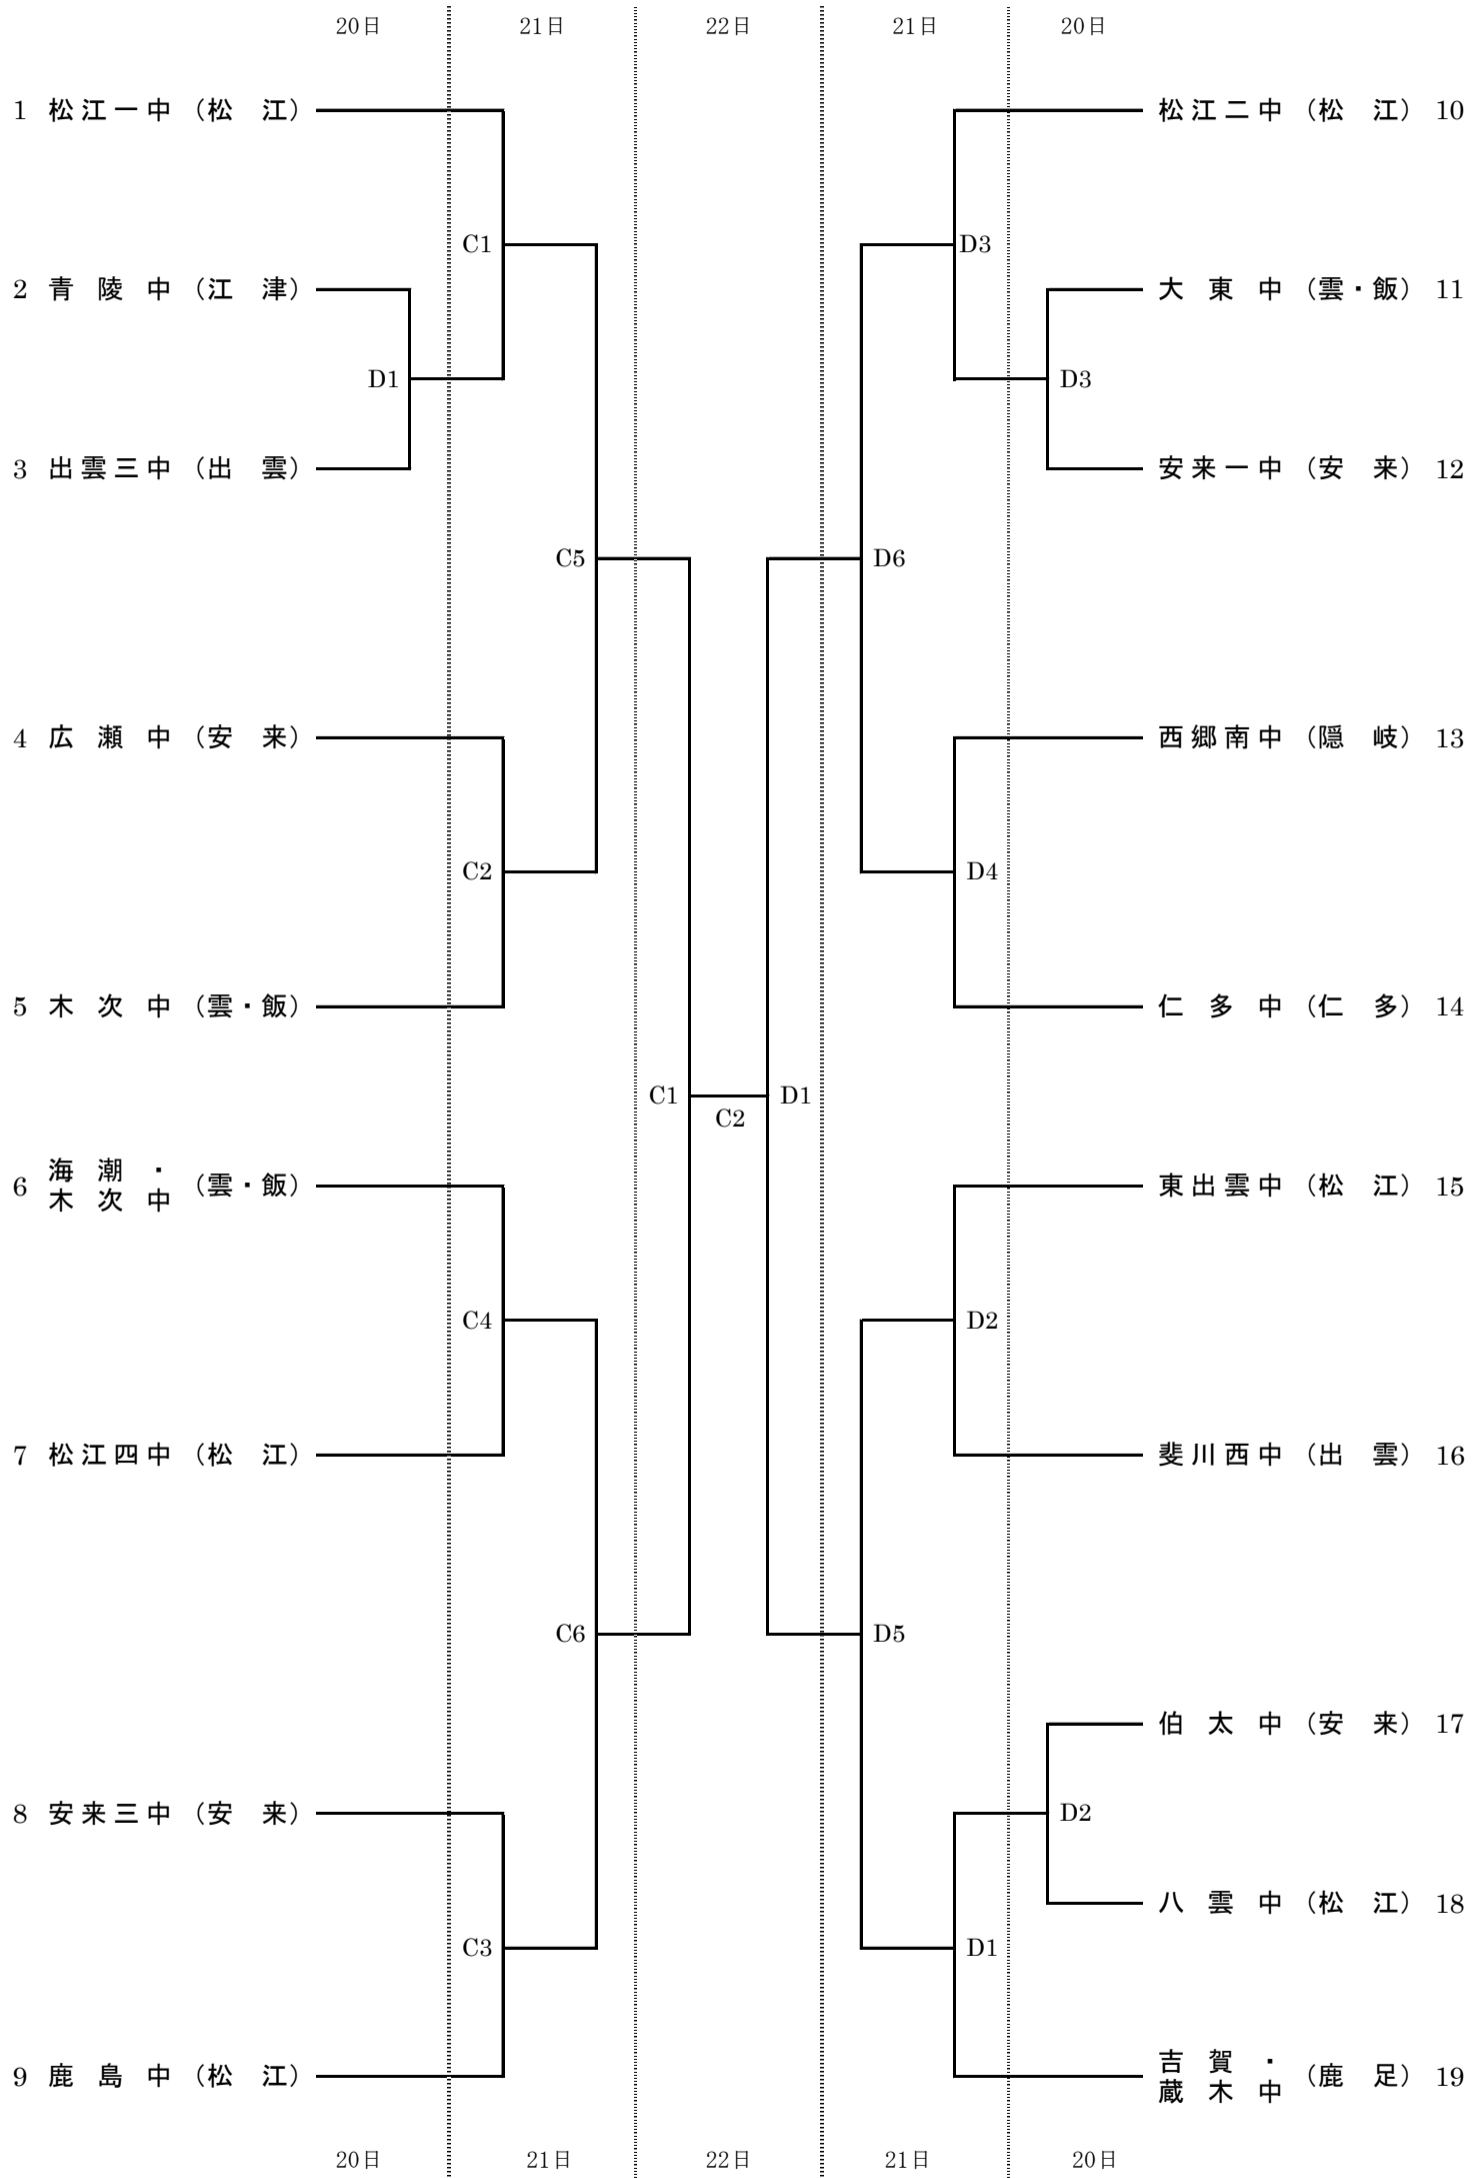 20日 21日 22日 21日 20日
1 松江一中 （松 江） （松 江） 松江二中 10
C1 D3
2 青陵中 （江 津） 大東中 （雲・飯） 11
D1 D3
3 出雲三中 （出 雲） 安来一中 （安 来） 12
C5 D6
4 広瀬中 （安 来） 西郷南中 （隠 岐） 13
C2 D4
5 木次中 （雲・飯） 仁多中 （仁 多） 14
C1 C2 D1
6 海潮・木次中 （雲・飯） 東出雲中 （松 江） 15
C4 D2
7 松江四中 （松 江） 斐川西中 （出 雲） 16
C6 D5
伯太中 （安 来） 17
8 安来三中 （安 来） D2
八雲中 （松 江） 18
C3 D1
9 鹿島中 （松 江） 吉賀・蔵木中 （鹿 足） 19
20日 21日 22日 21日 20日